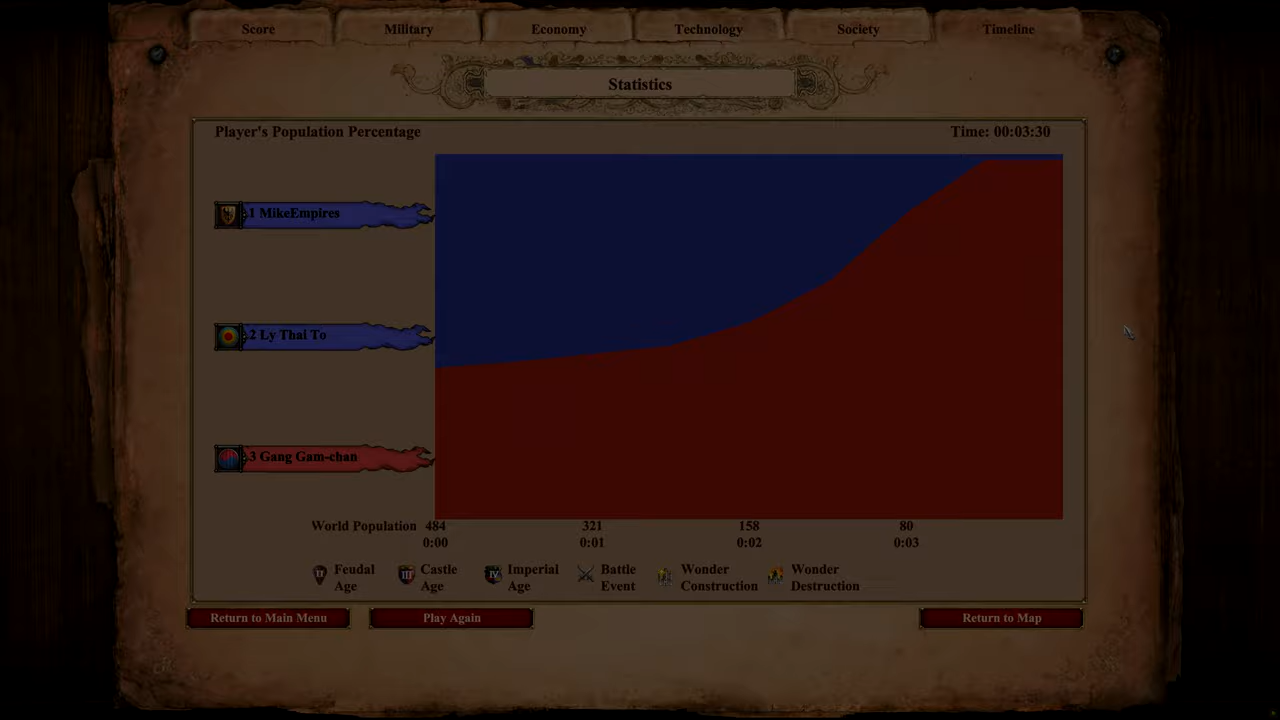 Score Military Economy Technology Society Timeline
Statistics
Player's Population Percentage Time: 00:03:30
1 MikeEmpires
2 Ly Thai To
3 Gang Gam-chan
World Population 484 321 158 80
0:00 0:01 0:02 0:03
II Feudal Age
III Castle Age
IV Imperial Age
Battle Event
Wonder Construction
Wonder Destruction
Return to Main Menu Play Again Return to Map